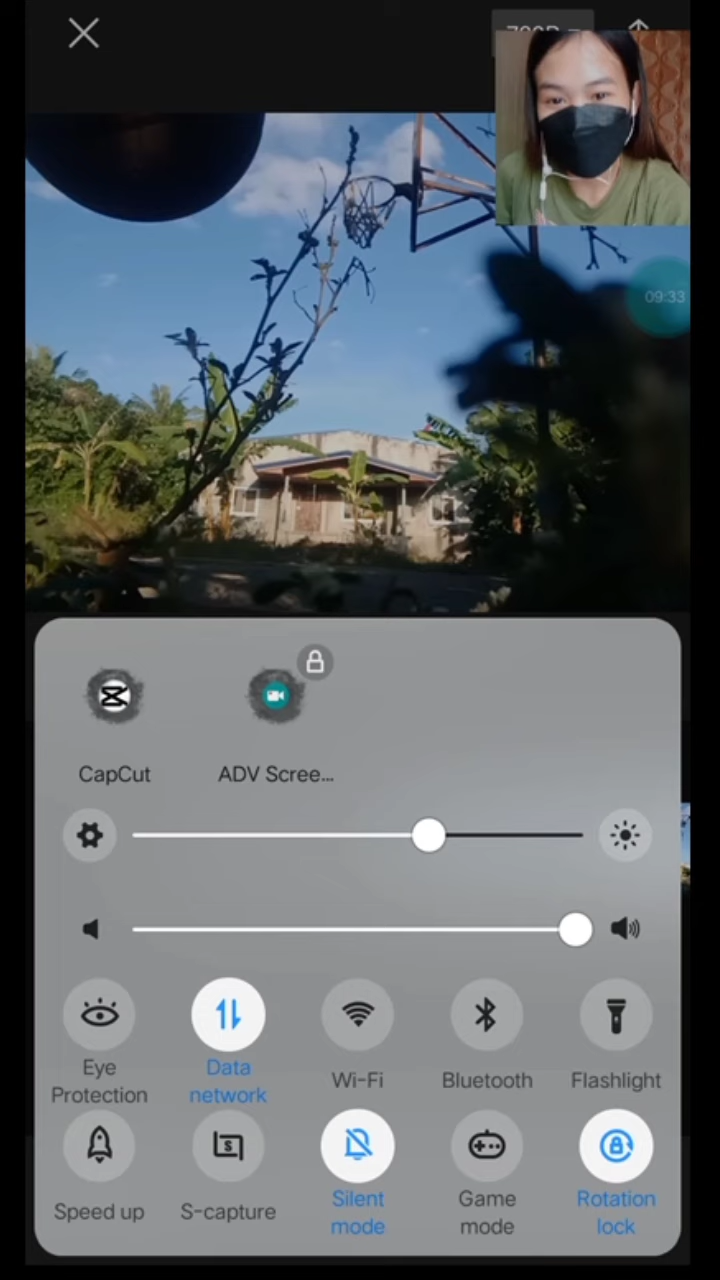 09:33
CapCut
ADV Scree...
Eye
Protection
Data
network
Wi-Fi
Bluetooth
Flashlight
Speed up
S-capture
Silent
mode
Game
mode
Rotation
lock